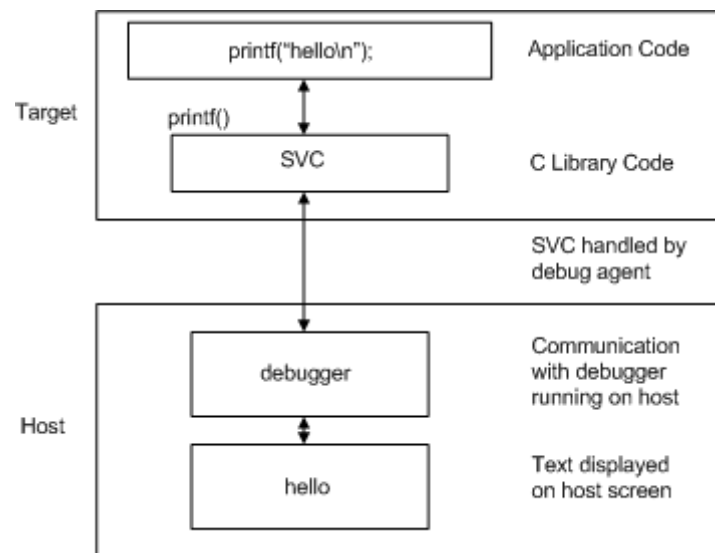 printf(“hello\n”);
Application Code
Target
printf()
SVC
C Library Code
SVC handled by
debug agent
debugger
Communication
with debugger
running on host
Host
hello
Text displayed
on host screen